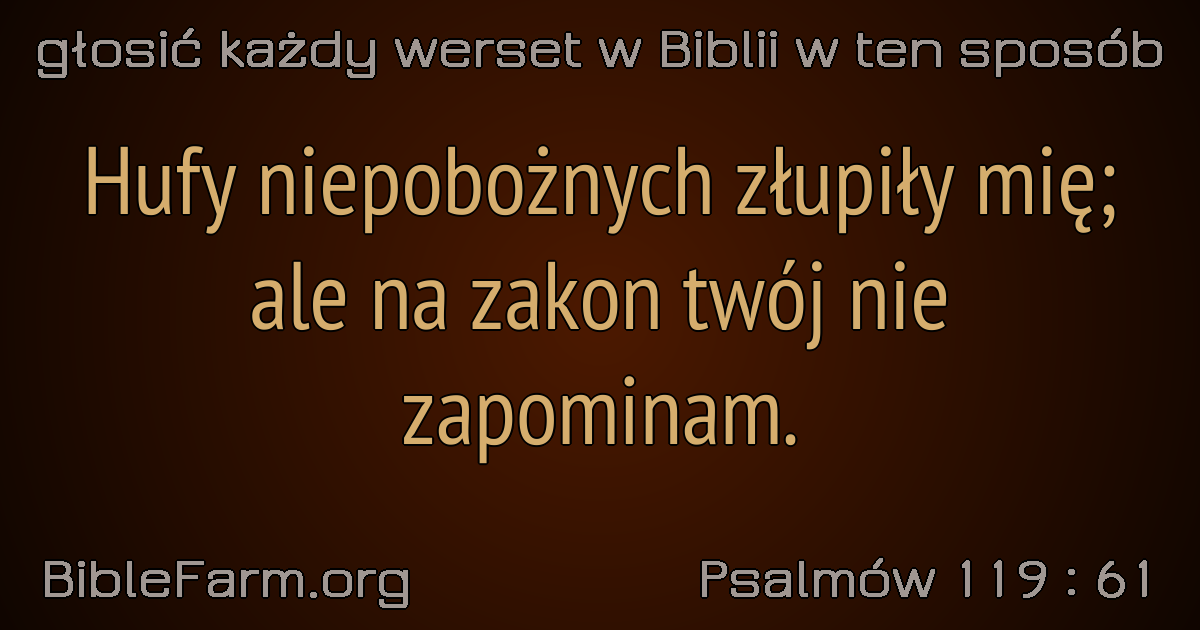 głosić każdy werset w Biblii w ten sposób
Hufy niepobożnych złupiły mię;
ale na zakon twój nie
zapominam.
BibleFarm.org
Psalmów 119 : 61